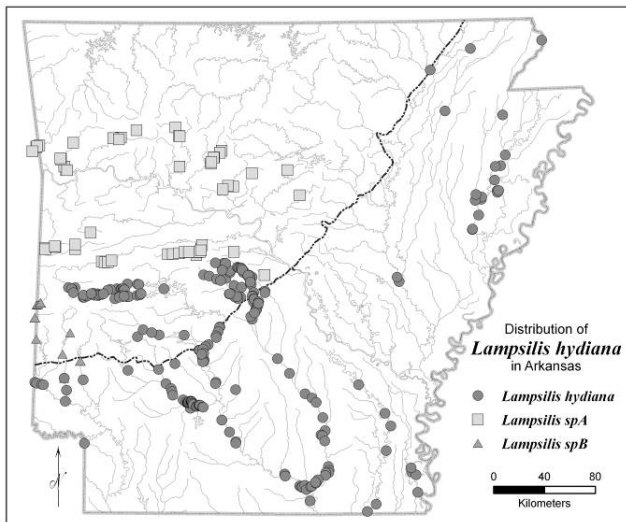 Distribution of
Lampsilis hydiana
in Arkansas
Lampsilis hydiana
Lampsilis spA
Lampsilis spB
N
0 40 80
Kilometers